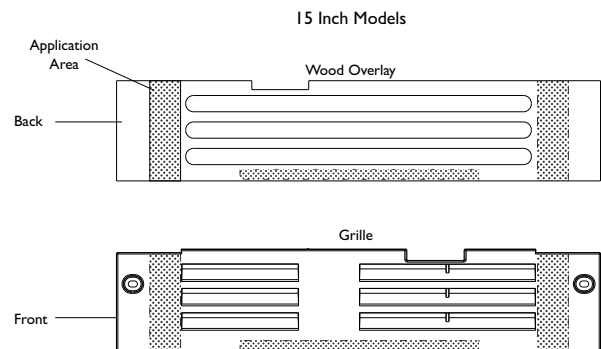 15 Inch Models
Application
Area
Wood Overlay
Back
Grille
Front